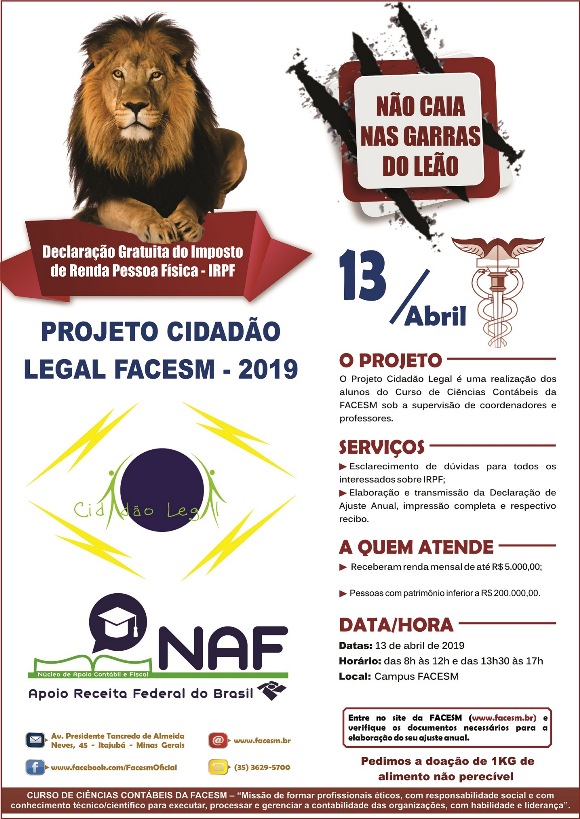 NÃO CAIA
NAS GARRAS
DO LEÃO
Declaração Gratuita do Imposto
de Renda Pessoa Física - IRPF
PROJETO CIDADÃO
LEGAL FACESM - 2019
Cidadão Legal
NAF
Núcleo de Apoio Contábil e Fiscal
Apoio Receita Federal do Brasil
Av. Presidente Tancredo de Almeida
Neves, 45 - Itajubá - Minas Gerais
www.facesm.br
www.facebook.com/FacesmOficial
(35) 3629-5700
13/Abril
O PROJETO
O Projeto Cidadão Legal é uma realização dos
alunos do Curso de Ciências Contábeis da
FACESM sob a supervisão de coordenadores e
professores.
SERVIÇOS
▶ Esclarecimento de dúvidas para todos os
interessados sobre IRPF;
▶ Elaboração e transmissão da Declaração de
Ajuste Anual, impressão completa e respectivo
recibo.
A QUEM ATENDE
▶ Receberam renda mensal de até R$ 5.000,00;
▶ Pessoas com patrimônio inferior a R$ 200.000,00.
DATA/HORA
Datas: 13 de abril de 2019
Horário: das 8h às 12h e das 13h30 às 17h
Local: Campus FACESM
Entre no site da FACESM (www.facesm.br) e
verifique os documentos necessários para a
elaboração do seu ajuste anual.
Pedimos a doação de 1KG de
alimento não perecível
CURSO DE CIÊNCIAS CONTÁBEIS DA FACESM – “Missão de formar profissionais éticos, com responsabilidade social e com
conhecimento técnico/científico para executar, processar e gerenciar a contabilidade das organizações, com habilidade e liderança”.